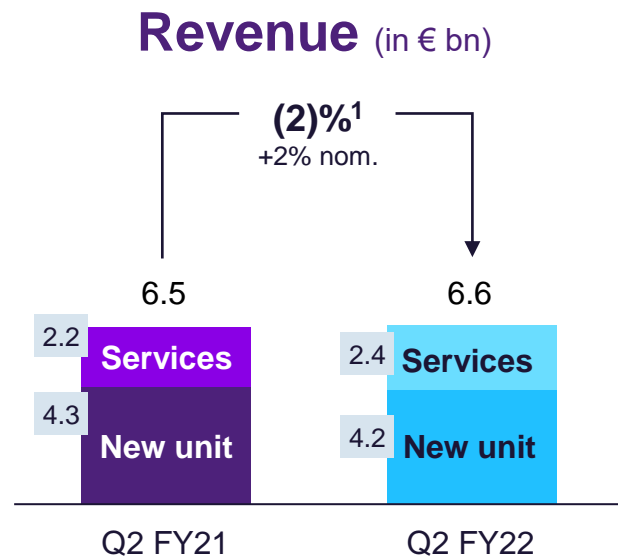 Revenue (in € bn)
(2)%¹
+2% nom.
6.5
6.6
2.2
Services
2.4
Services
4.3
New unit
4.2
New unit
Q2 FY21
Q2 FY22